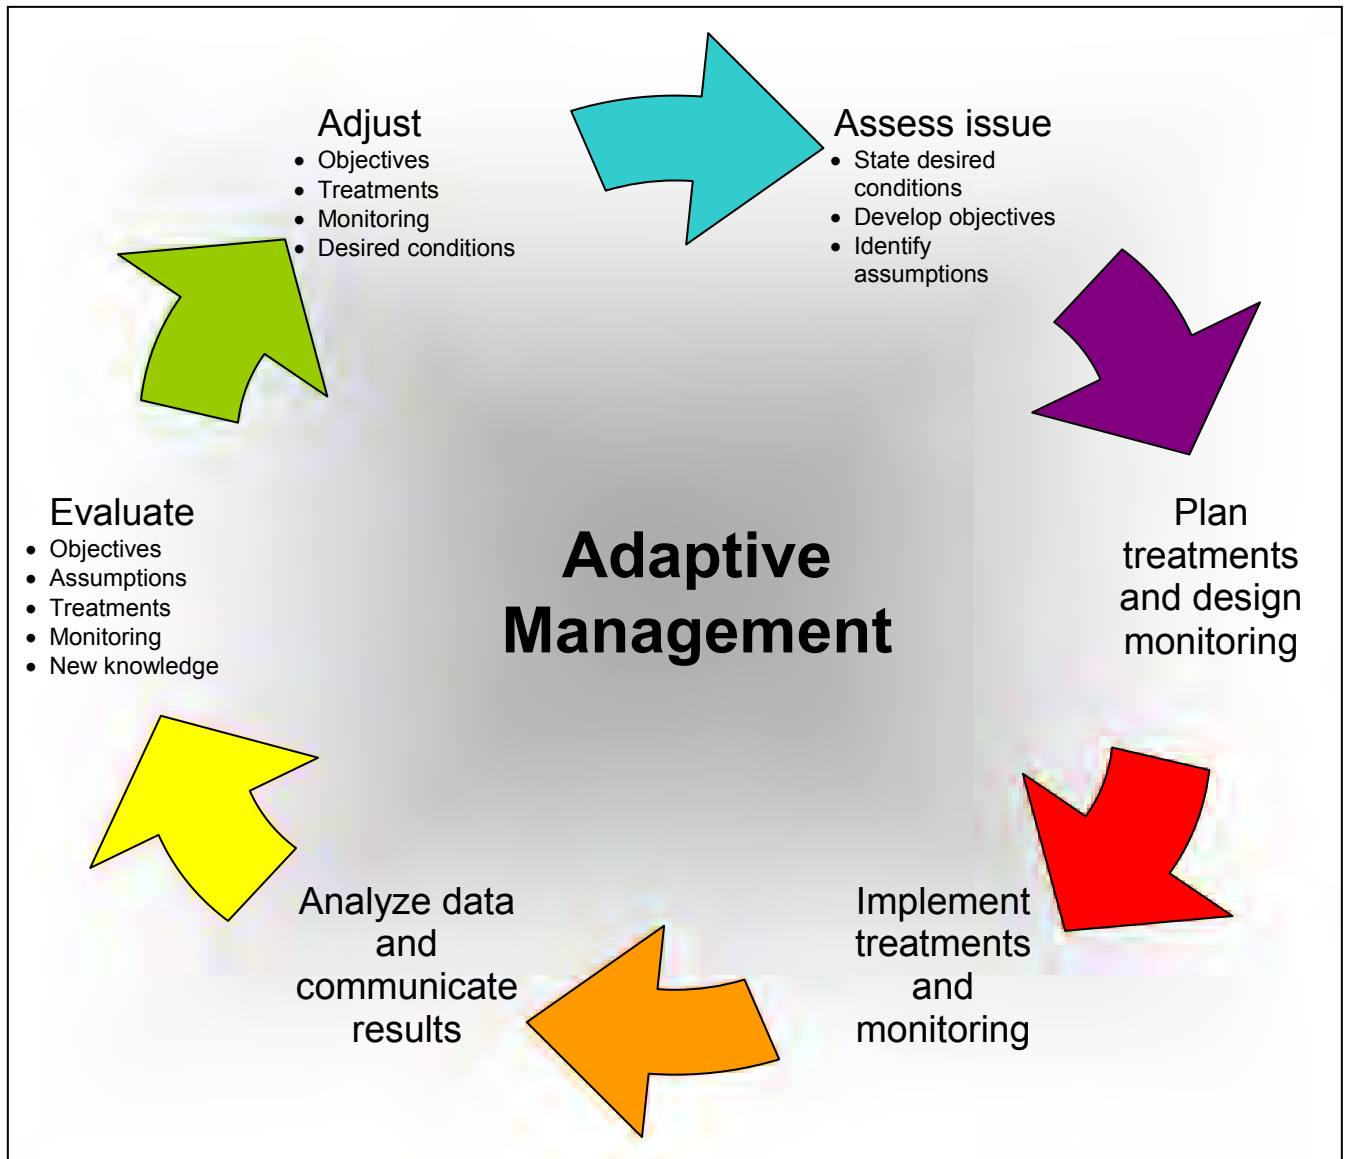 Adjust
• Objectives
• Treatments
• Monitoring
• Desired conditions
Assess issue
• State desired
conditions
• Develop objectives
• Identify
assumptions
Plan
treatments
and design
monitoring
Implement
treatments
and
monitoring
Analyze data
and
communicate
results
Evaluate
• Objectives
• Assumptions
• Treatments
• Monitoring
• New knowledge
Adaptive
Management